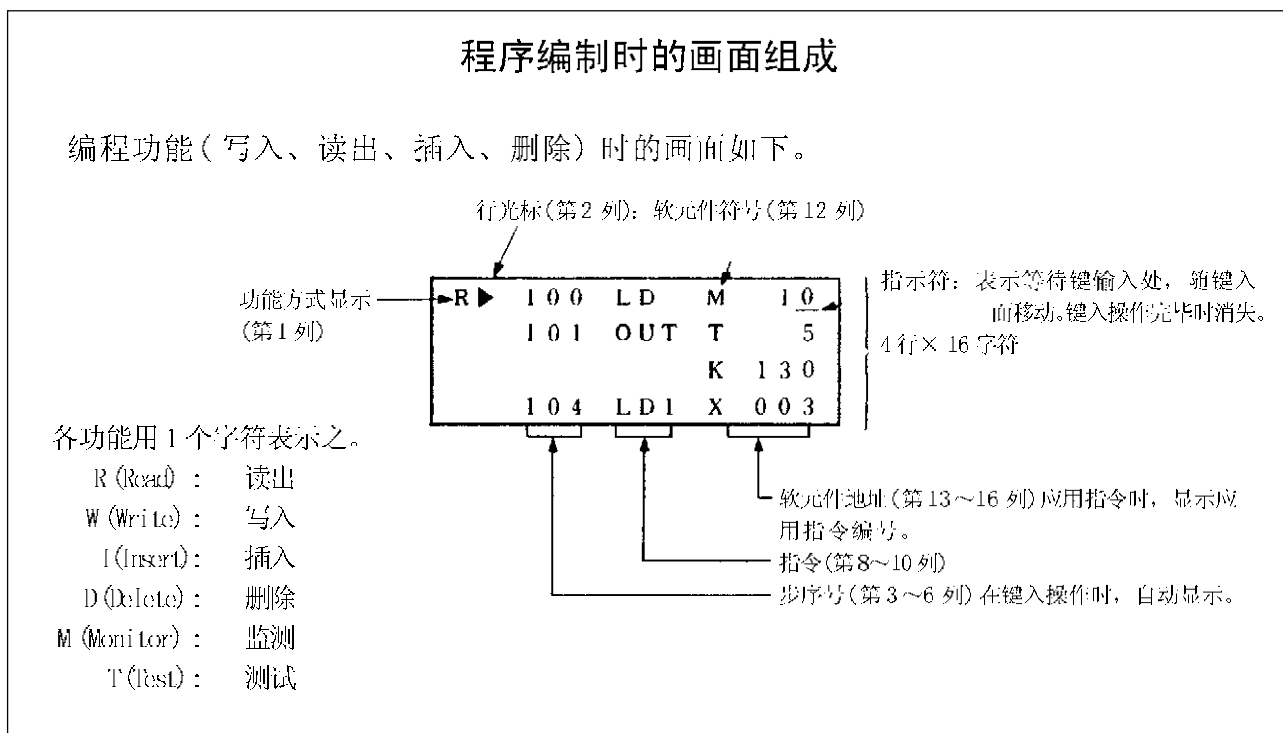 程序编制时的画面组成
编程功能(写入、读出、插入、删除)时的画面如下。
行光标(第2列)：软元件符号(第12列)
功能方式显示
(第1列)
R▶ 100 LD M 10
101 OUT T 5
K 130
104 LDI X 003
指示符：表示等待键输入处，随键入
而移动。键入操作完毕时消失。
4行×16字符
各功能用1个字符表示之。
R(Read)： 读出
W(Write)： 写入
I(Insert)： 插入
D(Delete)： 删除
M(Monitor)： 监测
T(Test)： 测试
软元件地址(第13～16列)应用指令时，显示应
用指令编号。
指令(第8～10列)
步序号(第3～6列)在键入操作时，自动显示。